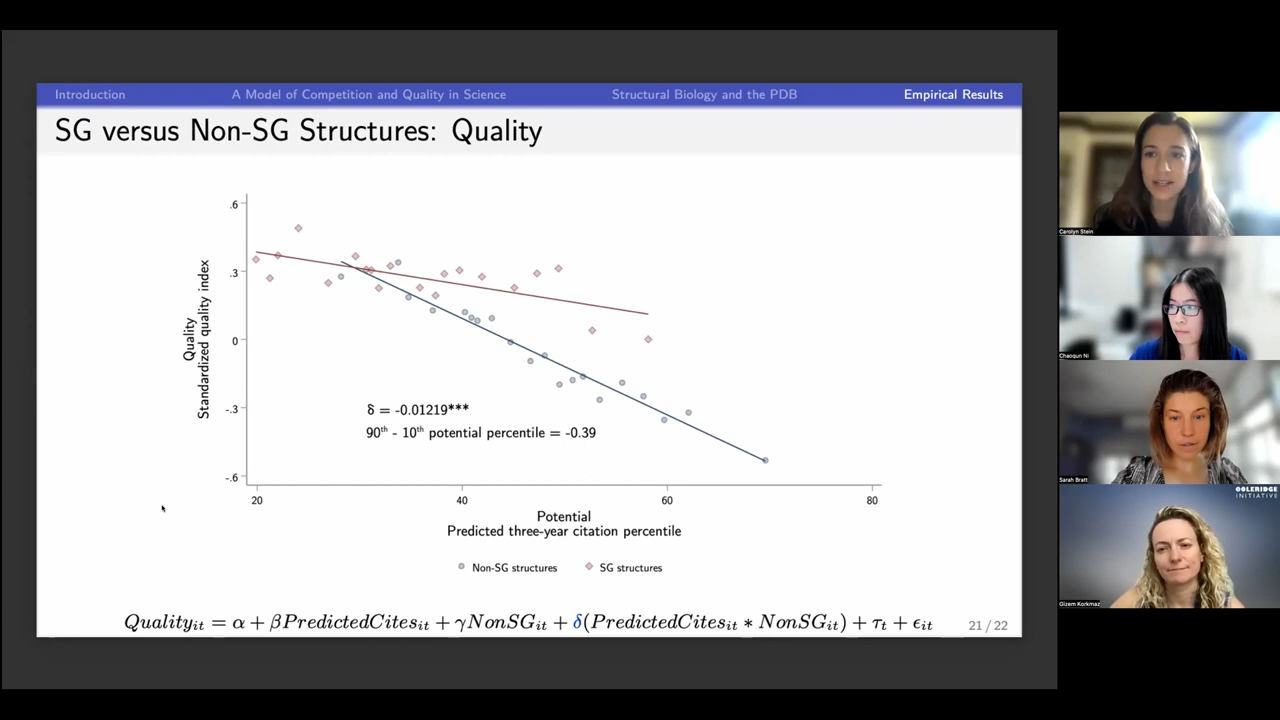 Introduction
A Model of Competition and Quality in Science
Structural Biology and the PDB
Empirical Results
SG versus Non-SG Structures: Quality
Quality
Standardized quality index
.6
.3
0
-.3
-.6
δ = -0.01219***
90th - 10th potential percentile = -0.39
20
40
60
80
Potential
Predicted three-year citation percentile
Non-SG structures
SG structures
Quality_it = α + βPredictedCites_it + γNonSG_it + δ(PredictedCites_it * NonSG_it) + τ_t + ϵ_it
21 / 22
Carolyn Stein
Chaoqun Ni
Sarah Bratt
COLERIDGE
INITIATIVE
Gizem Korkmaz